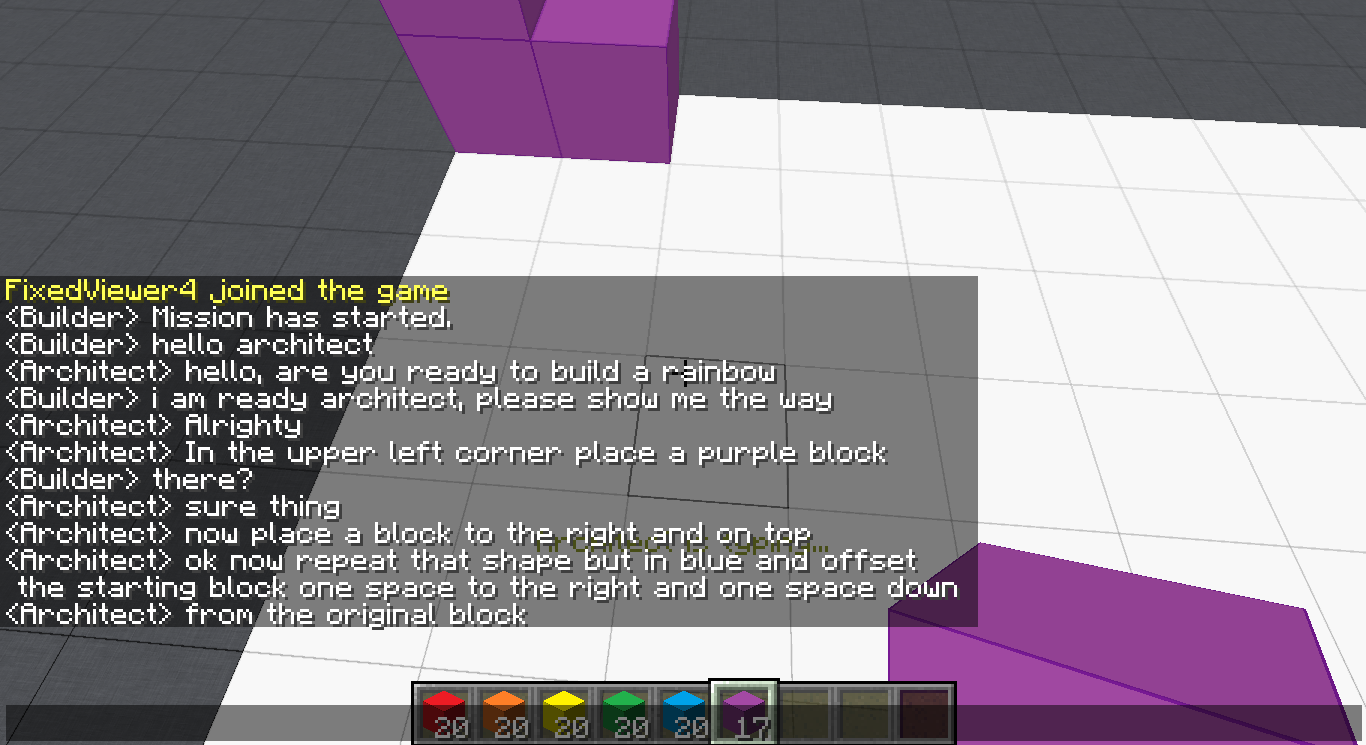 FixedViewer4 joined the game
<Builder> Mission has started.
<Builder> hello architect
<Architect> hello, are you ready to build a rainbow
<Builder> i am ready architect, please show me the way
<Architect> Alrighty
<Architect> In the upper left corner place a purple block
<Builder> there?
<Architect> sure thing
<Architect> now place a block to the right and on top
Architect is typing...
<Architect> ok now repeat that shape but in blue and offset
the starting block one space to the right and one space down
<Architect> from the original block
20 20 20 20 20 17